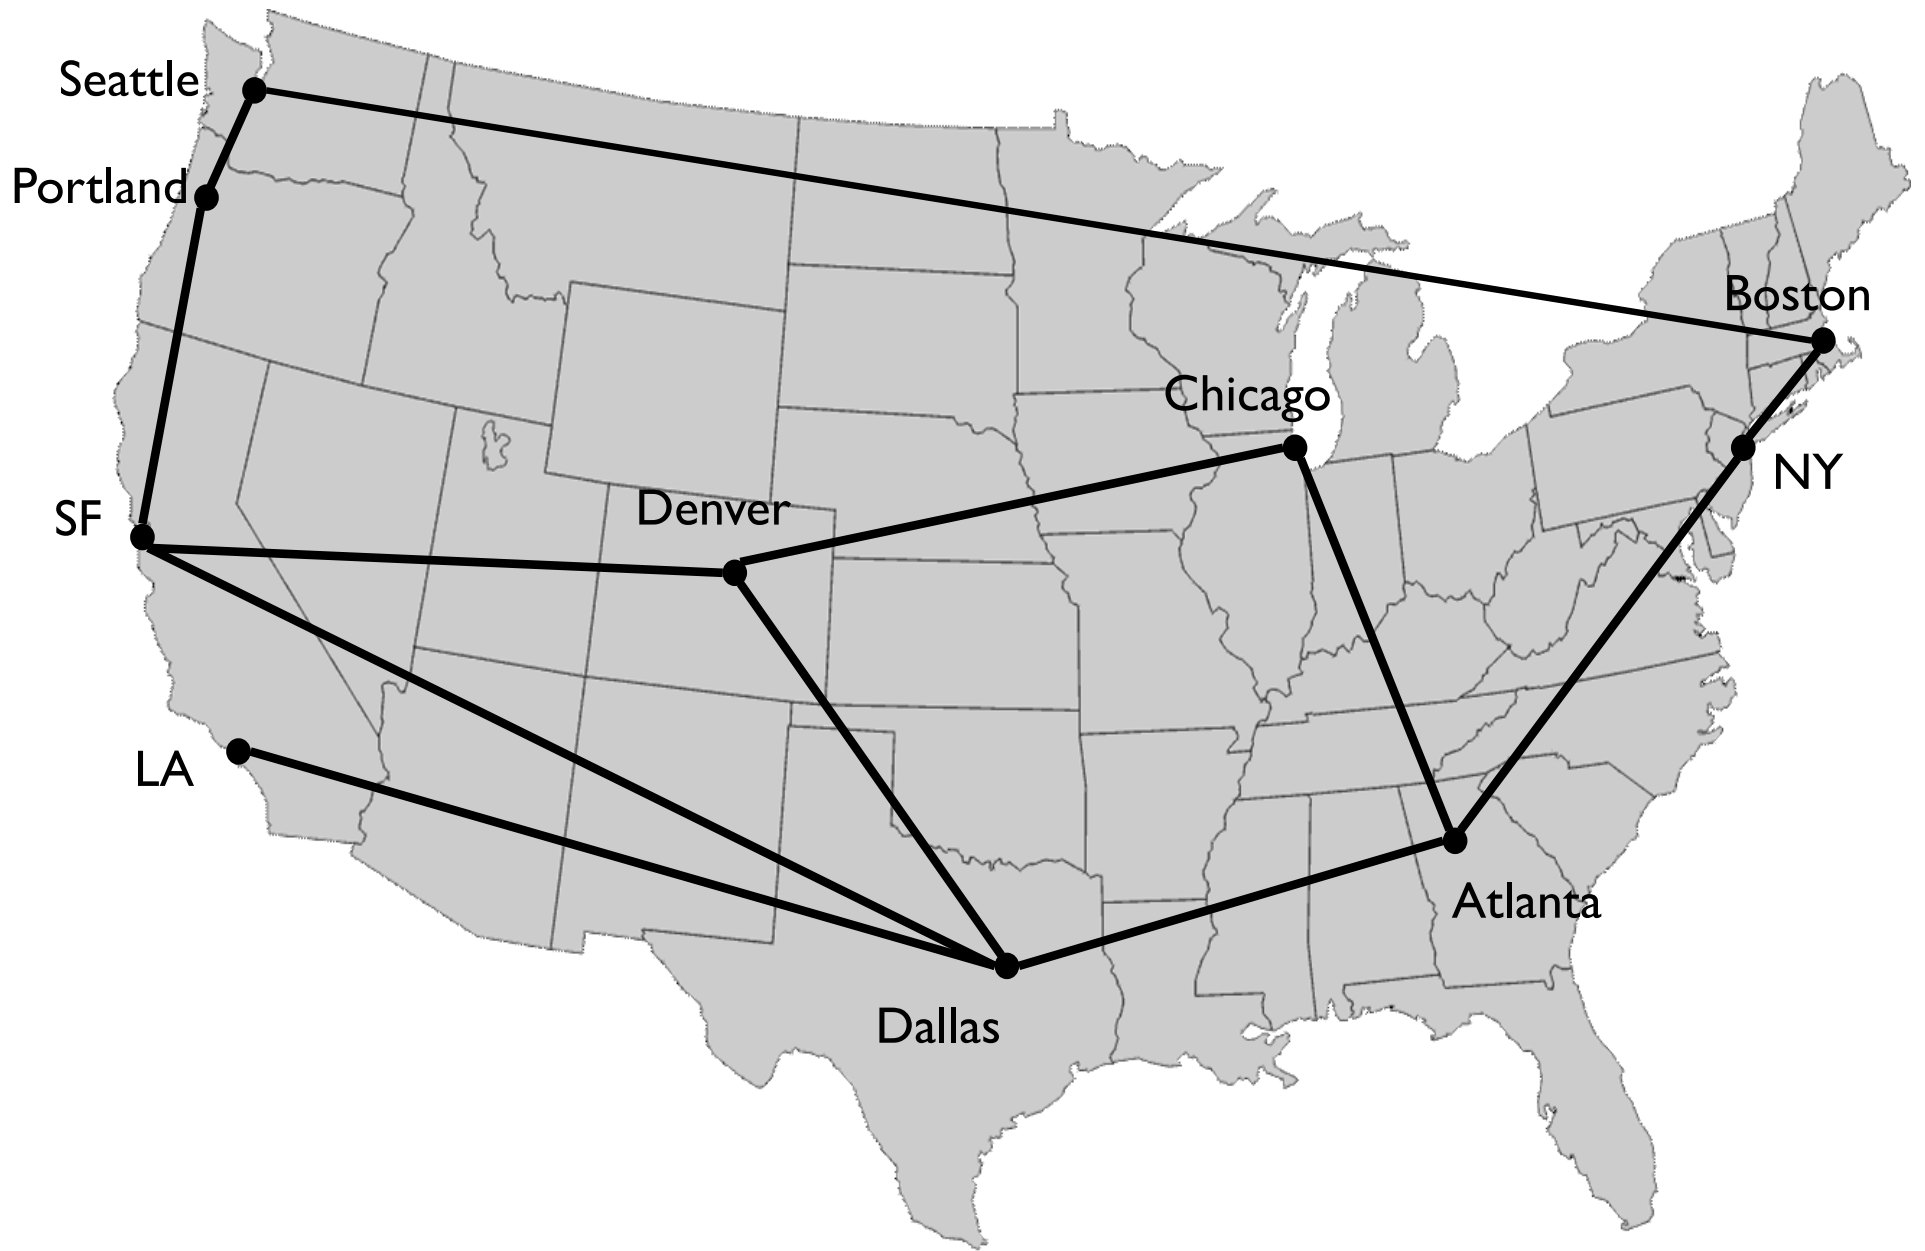 Seattle
Portland
Boston
Chicago
NY
Denver
SF
LA
Atlanta
Dallas